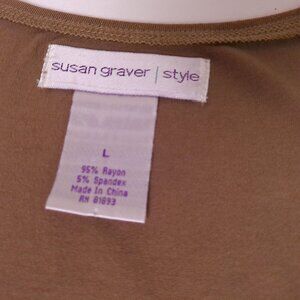 susan graver | style
L
95% Rayon
5% Spandex
Made In China
RN 81893